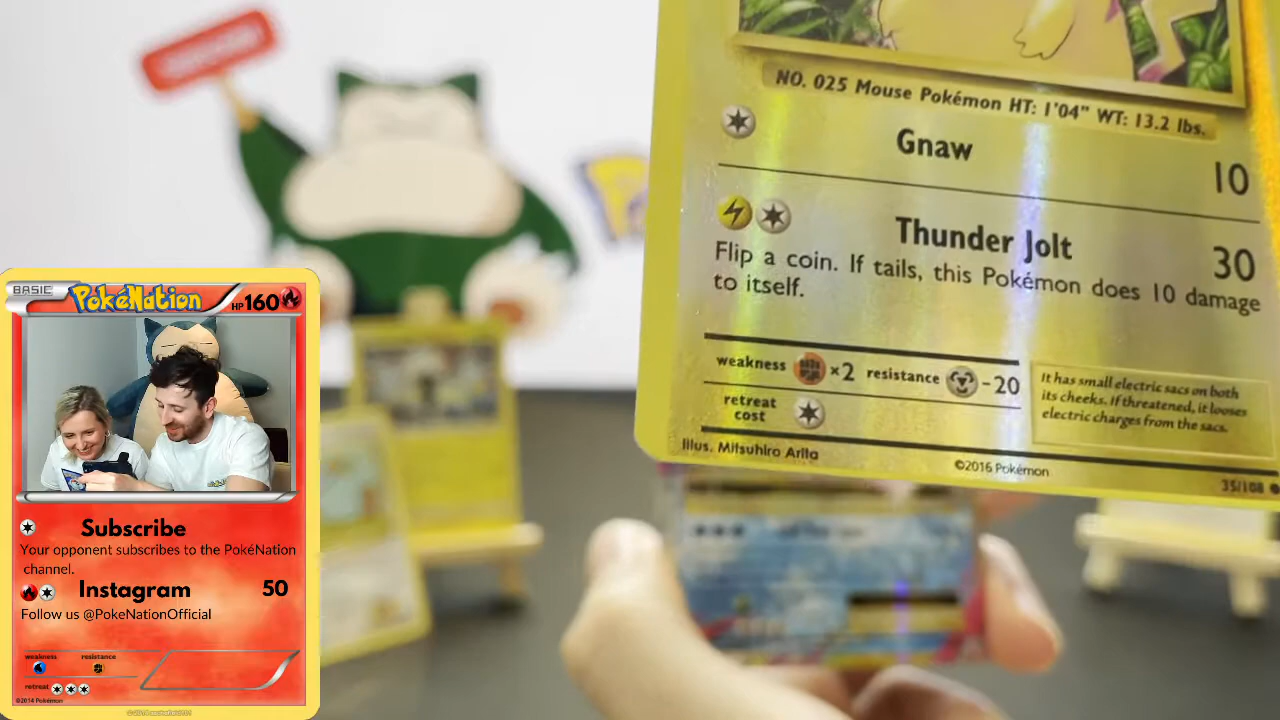 NO. 025 Mouse Pokémon HT: 1'04" WT: 13.2 lbs.
Gnaw 10
Thunder Jolt 30
Flip a coin. If tails, this Pokémon does 10 damage
to itself.
weakness ×2 resistance -20
retreat
cost
It has small electric sacs on both
its cheeks. If threatened, it looses
electric charges from the sacs.
Illus. Mitsuhiro Arita
©2016 Pokémon
35/108
BASIC PokéNation HP160
Subscribe
Your opponent subscribes to the PokéNation
channel.
Instagram 50
Follow us @PokeNationOfficial
weakness resistance
retreat
©2014 Pokémon